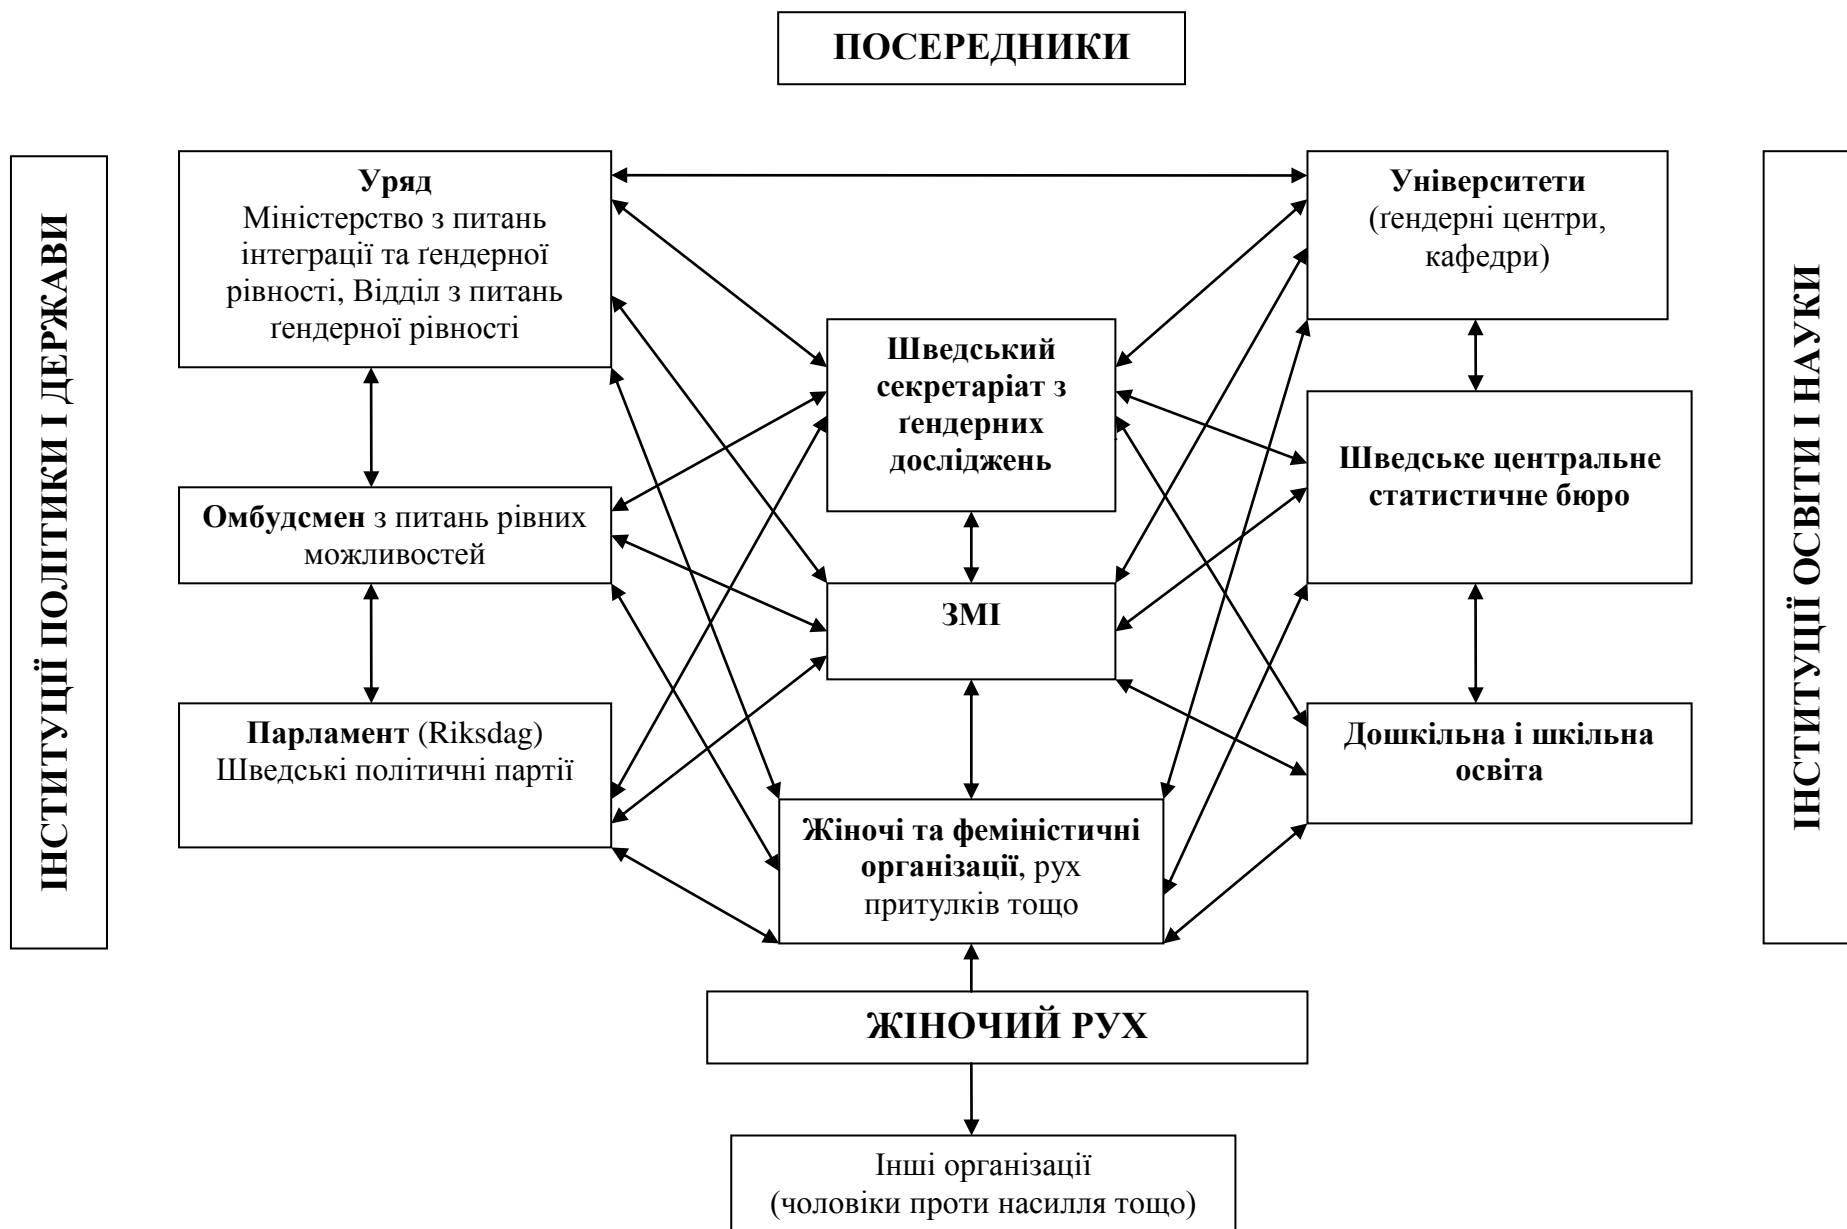 ПОСЕРЕДНИКИ
ІНСТИТУЦІЇ ПОЛІТИКИ І ДЕРЖАВИ
Уряд
Міністерство з питань
інтеграції та ґендерної
рівності, Відділ з питань
ґендерної рівності
Омбудсмен з питань рівних
можливостей
Парламент (Riksdag)
Шведські політичні партії
Шведський
секретаріат з
ґендерних
досліджень
ЗМІ
Жіночі та феміністичні
організації, рух
притулків тощо
Університети
(ґендерні центри,
кафедри)
Шведське центральне
статистичне бюро
Дошкільна і шкільна
освіта
ІНСТИТУЦІЇ ОСВІТИ І НАУКИ
ЖІНОЧИЙ РУХ
Інші організації
(чоловіки проти насилля тощо)